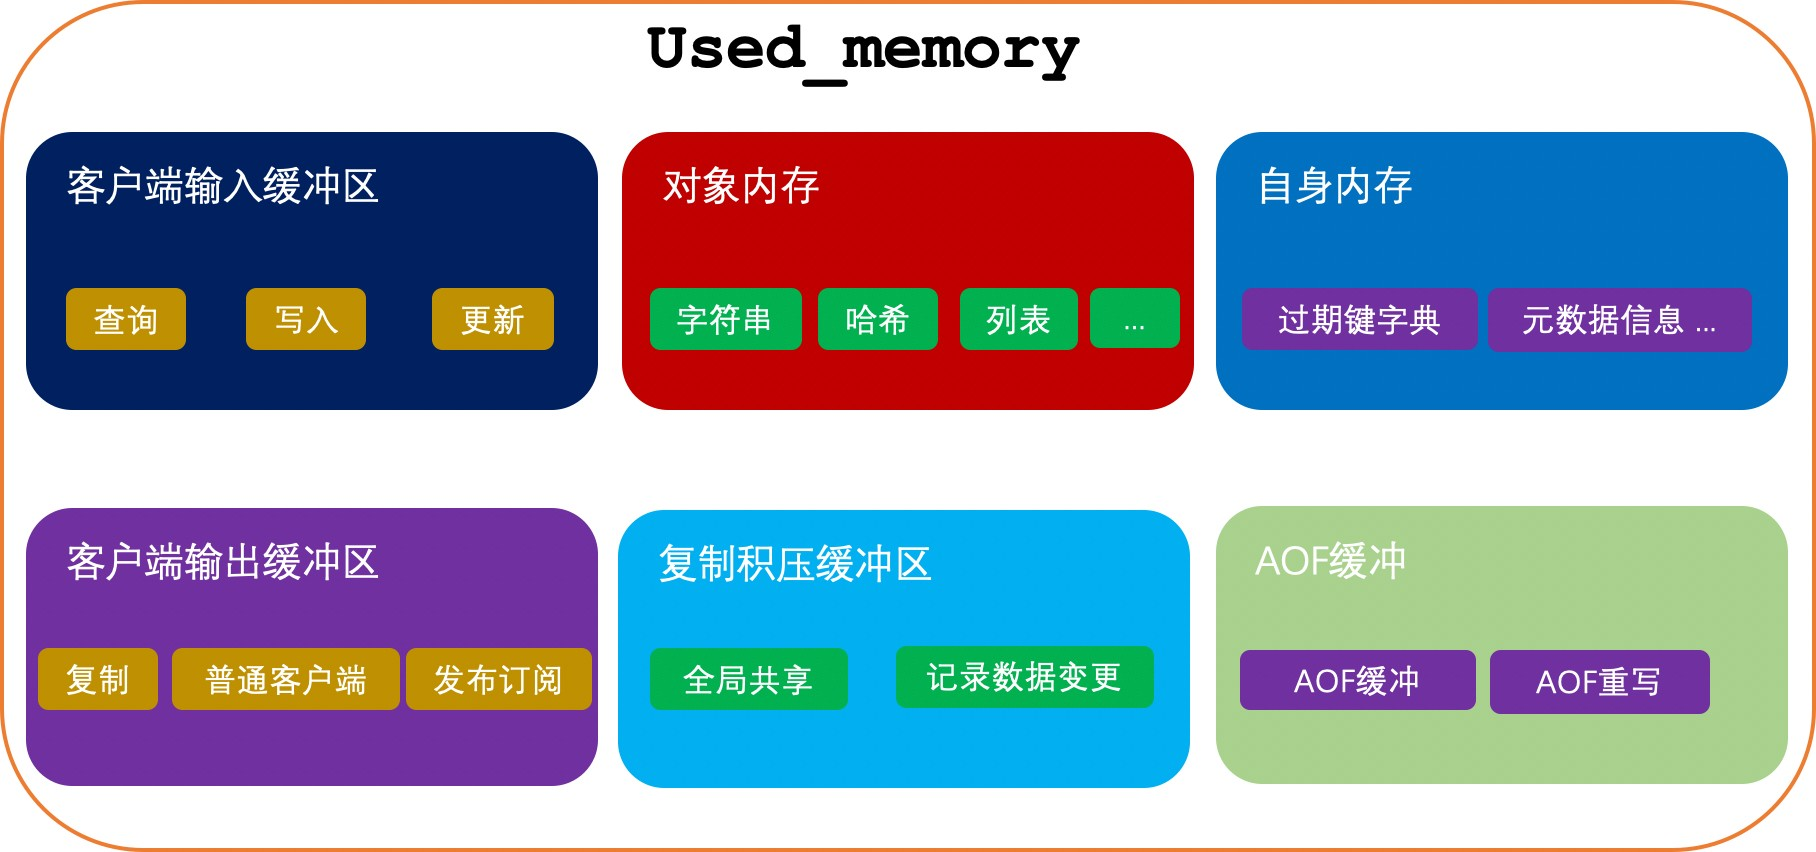 Used_memory
客户端输入缓冲区
查询
写入
更新
对象内存
字符串
哈希
列表
...
自身内存
过期键字典
元数据信息 ...
客户端输出缓冲区
复制
普通客户端
发布订阅
复制积压缓冲区
全局共享
记录数据变更
AOF缓冲
AOF缓冲
AOF重写